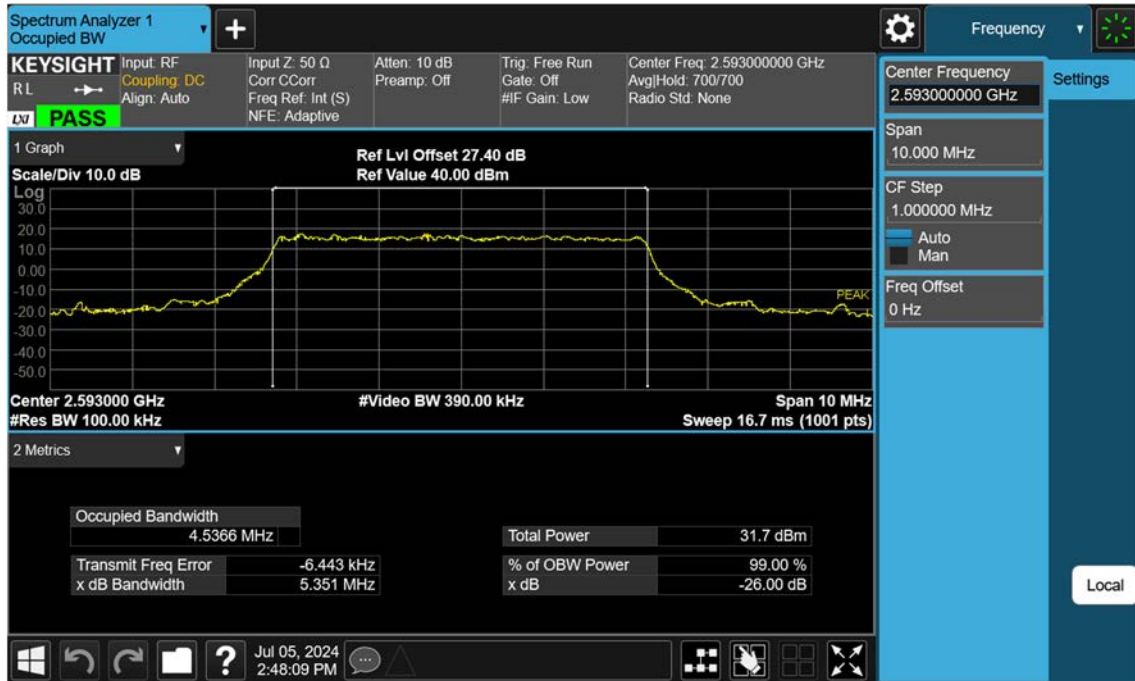 Spectrum Analyzer 1
Occupied BW
Frequency
KEYSIGHT
RL
LXI PASS
Input: RF
Coupling: DC
Align: Auto
Input Z: 50 Ω
Corr CCorr
Freq Ref: Int (S)
NFE: Adaptive
Atten: 10 dB
Preamp: Off
Trig: Free Run
Gate: Off
#IF Gain: Low
Center Freq: 2.593000000 GHz
Avg|Hold: 700/700
Radio Std: None
1 Graph
Scale/Div 10.0 dB
Ref Lvl Offset 27.40 dB
Ref Value 40.00 dBm
Log
30.0
20.0
10.0
0.00
-10.0
-20.0
-30.0
-40.0
-50.0
PEAK
Center 2.593000 GHz
#Res BW 100.00 kHz
#Video BW 390.00 kHz
Span 10 MHz
Sweep 16.7 ms (1001 pts)
2 Metrics
Occupied Bandwidth
4.5366 MHz
Transmit Freq Error -6.443 kHz
x dB Bandwidth 5.351 MHz
Total Power 31.7 dBm
% of OBW Power 99.00 %
x dB -26.00 dB
Jul 05, 2024
2:48:09 PM
Center Frequency
2.593000000 GHz
Span
10.000 MHz
CF Step
1.000000 MHz
Auto
Man
Freq Offset
0 Hz
Settings
Local